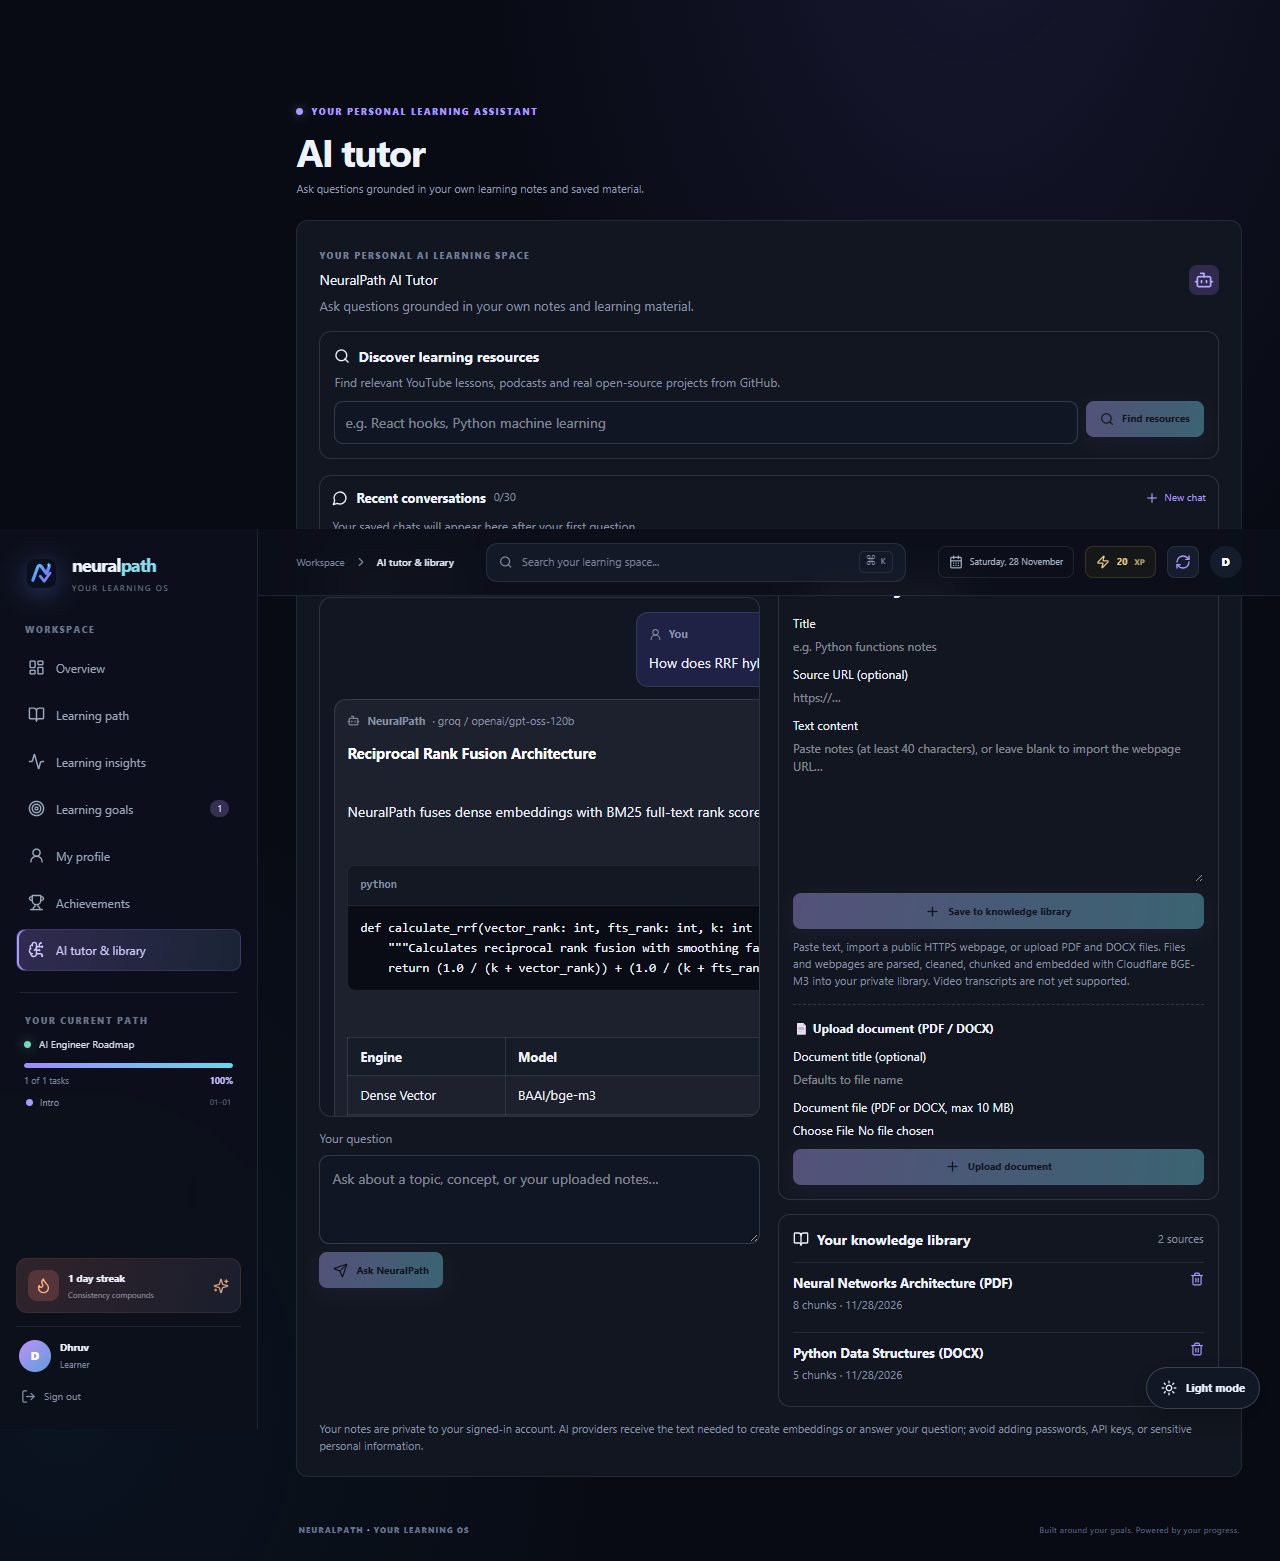 YOUR PERSONAL LEARNING ASSISTANT
AI tutor
Ask questions grounded in your own learning notes and saved material.
YOUR PERSONAL AI LEARNING SPACE
NeuralPath AI Tutor
Ask questions grounded in your own notes and learning material.
Discover learning resources
Find relevant YouTube lessons, podcasts and real open-source projects from GitHub.
e.g. React hooks, Python machine learning
Find resources
Recent conversations 0/30
New chat
Your saved chats will appear here after your first question.
neuralpath
YOUR LEARNING OS
Workspace > AI tutor & library
Search your learning space...
⌘ K
Saturday, 28 November
20 XP
D
WORKSPACE
Overview
Learning path
Learning insights
Learning goals 1
My profile
Achievements
AI tutor & library
YOUR CURRENT PATH
AI Engineer Roadmap
1 of 1 tasks 100%
Intro 01-01
1 day streak
Consistency compounds
D
Dhruv
Learner
Sign out
You
How does RRF hy
NeuralPath · groq / openai/gpt-oss-120b
Reciprocal Rank Fusion Architecture
NeuralPath fuses dense embeddings with BM25 full-text rank score
python
def calculate_rrf(vector_rank: int, fts_rank: int, k: int
"""Calculates reciprocal rank fusion with smoothing fa
return (1.0 / (k + vector_rank)) + (1.0 / (k + fts_ran
Engine Model
Dense Vector BAAI/bge-m3
Your question
Ask about a topic, concept, or your uploaded notes...
Ask NeuralPath
Title
e.g. Python functions notes
Source URL (optional)
https://...
Text content
Paste notes (at least 40 characters), or leave blank to import the webpage
URL...
Save to knowledge library
Paste text, import a public HTTPS webpage, or upload PDF and DOCX files. Files
and webpages are parsed, cleaned, chunked and embedded with Cloudflare BGE-
M3 into your private library. Video transcripts are not yet supported.
Upload document (PDF / DOCX)
Document title (optional)
Defaults to file name
Document file (PDF or DOCX, max 10 MB)
Choose File No file chosen
Upload document
Your knowledge library 2 sources
Neural Networks Architecture (PDF)
8 chunks · 11/28/2026
Python Data Structures (DOCX)
5 chunks · 11/28/2026
Light mode
Your notes are private to your signed-in account. AI providers receive the text needed to create embeddings or answer your question; avoid adding passwords, API keys, or sensitive
personal information.
NEURALPATH • YOUR LEARNING OS
Built around your goals. Powered by your progress.